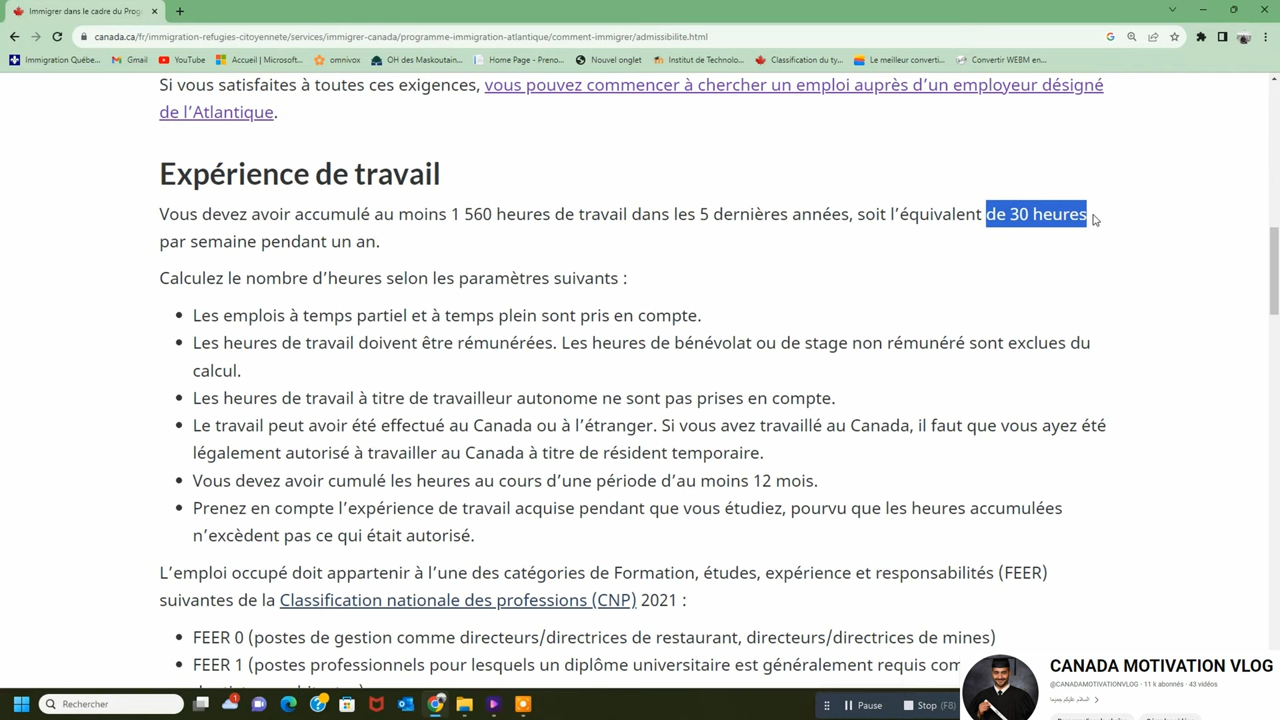 Immigrer dans le cadre du Prog
canada.ca/fr/immigration-refugies-citoyennete/services/immigrer-canada/programme-immigration-atlantique/comment-immigrer/admissibilite.html
Immigration Québe... Gmail YouTube Accueil | Microsoft... omnivox OH des Maskoutain... Home Page - Preno... Nouvel onglet Institut de Technolo... Classification du ty... Le meilleur converti... Convertir WEBM en...
Si vous satisfaites à toutes ces exigences, vous pouvez commencer à chercher un emploi auprès d’un employeur désigné
de l’Atlantique.
Expérience de travail
Vous devez avoir accumulé au moins 1 560 heures de travail dans les 5 dernières années, soit l’équivalent de 30 heures
par semaine pendant un an.
Calculez le nombre d’heures selon les paramètres suivants :
• Les emplois à temps partiel et à temps plein sont pris en compte.
• Les heures de travail doivent être rémunérées. Les heures de bénévolat ou de stage non rémunéré sont exclues du
calcul.
• Les heures de travail à titre de travailleur autonome ne sont pas prises en compte.
• Le travail peut avoir été effectué au Canada ou à l’étranger. Si vous avez travaillé au Canada, il faut que vous ayez été
légalement autorisé à travailler au Canada à titre de résident temporaire.
• Vous devez avoir cumulé les heures au cours d’une période d’au moins 12 mois.
• Prenez en compte l’expérience de travail acquise pendant que vous étudiez, pourvu que les heures accumulées
n’excèdent pas ce qui était autorisé.
L’emploi occupé doit appartenir à l’une des catégories de Formation, études, expérience et responsabilités (FEER)
suivantes de la Classification nationale des professions (CNP) 2021 :
• FEER 0 (postes de gestion comme directeurs/directrices de restaurant, directeurs/directrices de mines)
• FEER 1 (postes professionnels pour lesquels un diplôme universitaire est généralement requis com
CANADA MOTIVATION VLOG
@CANADAMOTIVATIONVLOG · 11 k abonnés · 43 vidéos
السلام عليكم جميعا
Rechercher
1
Pause Stop (F8)